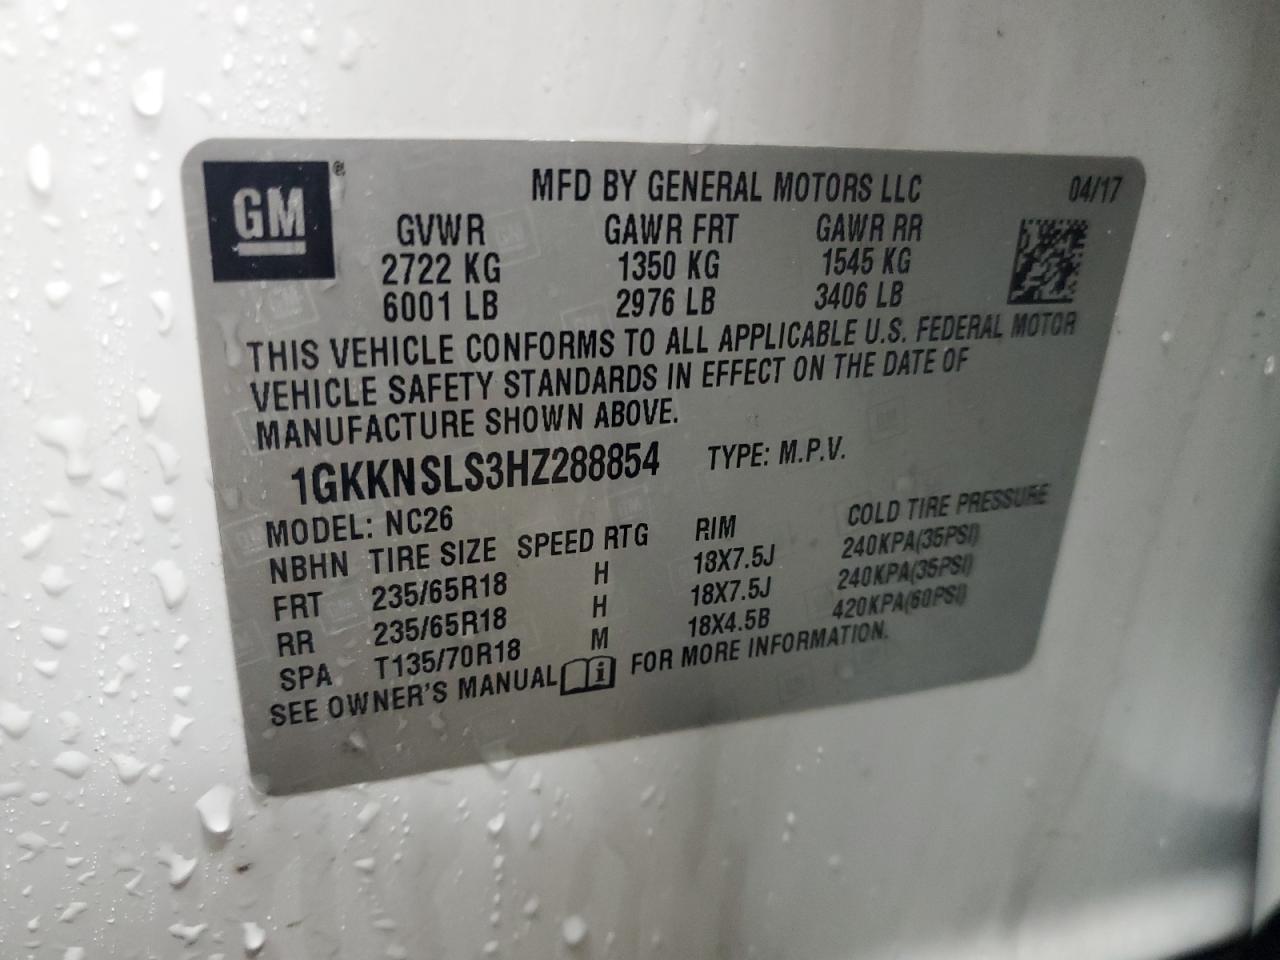 GM®
MFD BY GENERAL MOTORS LLC 04/17
GVWR GAWR FRT GAWR RR
2722 KG 1350 KG 1545 KG
6001 LB 2976 LB 3406 LB
THIS VEHICLE CONFORMS TO ALL APPLICABLE U.S. FEDERAL MOTOR
VEHICLE SAFETY STANDARDS IN EFFECT ON THE DATE OF
MANUFACTURE SHOWN ABOVE.
1GKKNSLS3HZ288854 TYPE: M.P.V.
MODEL: NC26
NBHN TIRE SIZE SPEED RTG RIM COLD TIRE PRESSURE
FRT 235/65R18 H 18X7.5J 240KPA(35PSI)
RR 235/65R18 H 18X7.5J 240KPA(35PSI)
SPA T135/70R18 M 18X4.5B 420KPA(60PSI)
SEE OWNER'S MANUAL FOR MORE INFORMATION.